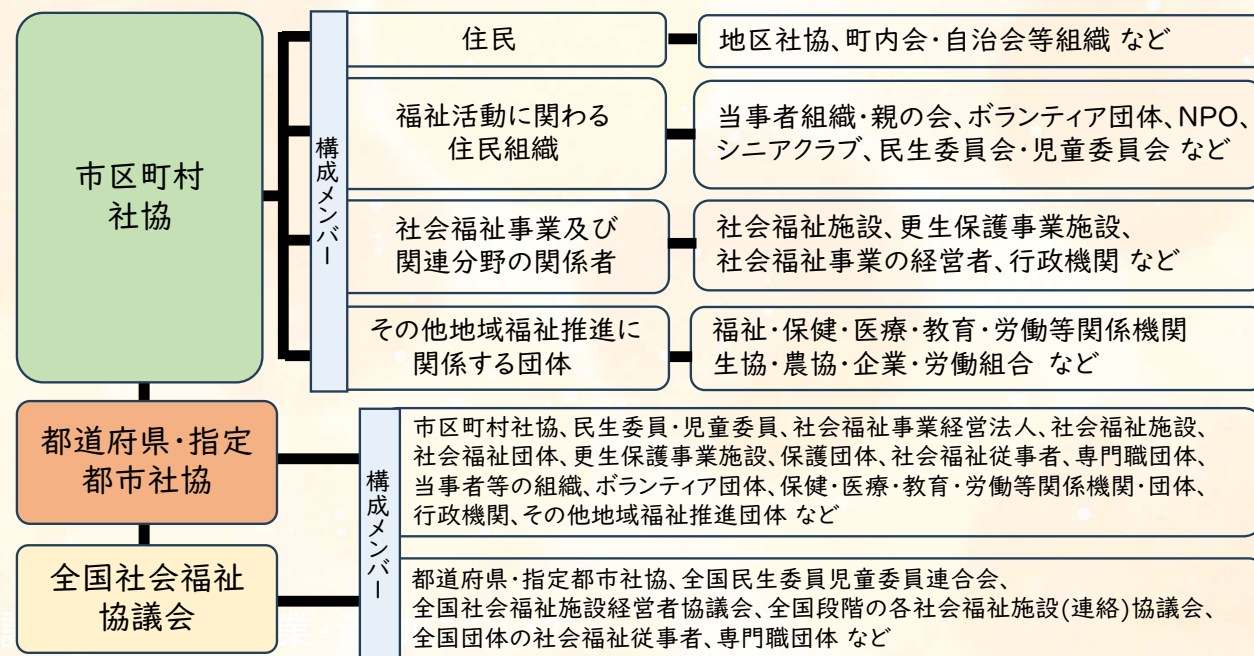 市区町村
社協
構成メンバー
住民
地区社協、町内会・自治会等組織 など
福祉活動に関わる
住民組織
当事者組織・親の会、ボランティア団体、NPO、
シニアクラブ、民生委員会・児童委員会 など
社会福祉事業及び
関連分野の関係者
社会福祉施設、更生保護事業施設、
社会福祉事業の経営者、行政機関 など
その他地域福祉推進に
関係する団体
福祉・保健・医療・教育・労働等関係機関
生協・農協・企業・労働組合 など
都道府県・指定
都市社協
構成メンバー
市区町村社協、民生委員・児童委員、社会福祉事業経営法人、社会福祉施設、
社会福祉団体、更生保護事業施設、保護団体、社会福祉従事者、専門職団体、
当事者等の組織、ボランティア団体、保健・医療・教育・労働等関係機関・団体、
行政機関、その他地域福祉推進団体 など
全国社会福祉
協議会
都道府県・指定都市社協、全国民生委員児童委員連合会、
全国社会福祉施設経営者協議会、全国段階の各社会福祉施設(連絡)協議会、
全国団体の社会福祉従事者、専門職団体 など